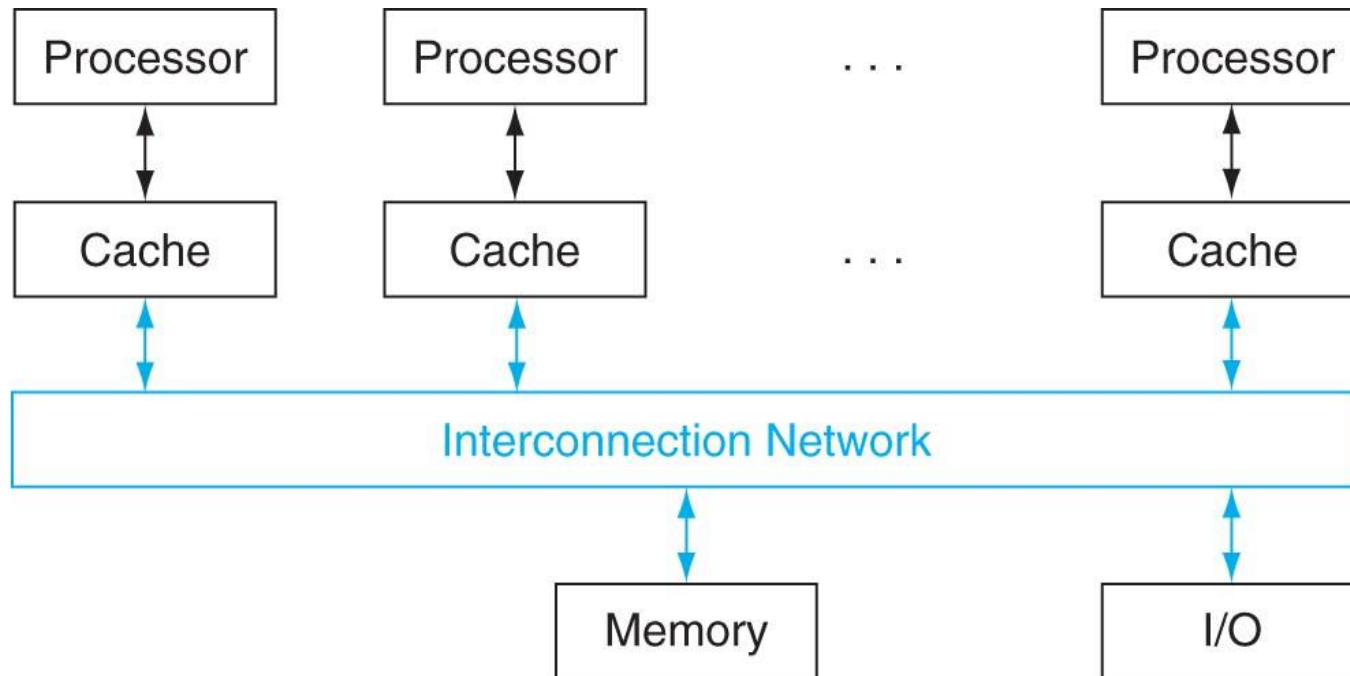 Processor Processor . . . Processor
Cache Cache . . . Cache
Interconnection Network
Memory I/O